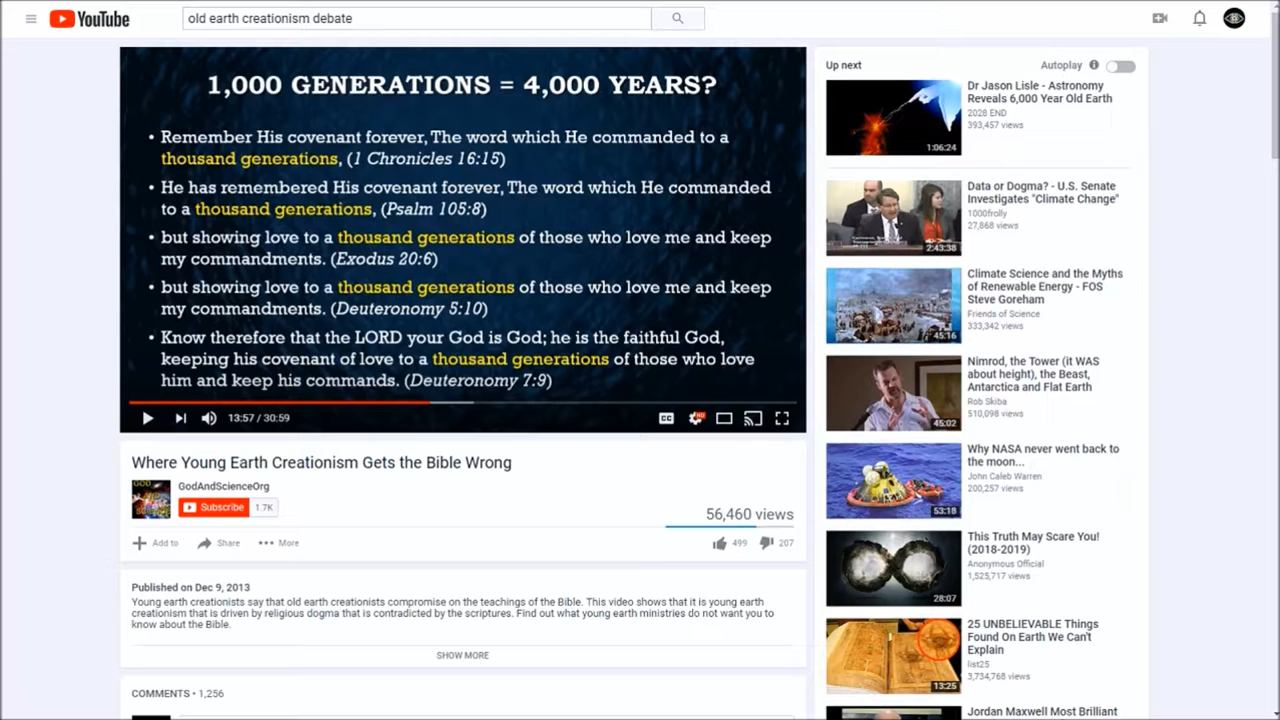 YouTube
old earth creationism debate
1,000 GENERATIONS = 4,000 YEARS?
• Remember His covenant forever, The word which He commanded to a
thousand generations, (1 Chronicles 16:15)
• He has remembered His covenant forever, The word which He commanded
to a thousand generations, (Psalm 105:8)
• but showing love to a thousand generations of those who love me and keep
my commandments. (Exodus 20:6)
• but showing love to a thousand generations of those who love me and keep
my commandments. (Deuteronomy 5:10)
• Know therefore that the LORD your God is God; he is the faithful God,
keeping his covenant of love to a thousand generations of those who love
him and keep his commands. (Deuteronomy 7:9)
13:57 / 30:59
CC
HD
Where Young Earth Creationism Gets the Bible Wrong
GodAndScienceOrg
Subscribe 1.7K
56,460 views
Add to Share More
499 207
Published on Dec 9, 2013
Young earth creationists say that old earth creationists compromise on the teachings of the Bible. This video shows that it is young earth
creationism that is driven by religious dogma that is contradicted by the scriptures. Find out what young earth ministries do not want you to
know about the Bible.
SHOW MORE
COMMENTS • 1,256
Up next
Autoplay
Dr Jason Lisle - Astronomy
Reveals 6,000 Year Old Earth
2028 END
393,457 views
1:06:24
Data or Dogma? - U.S. Senate
Investigates "Climate Change"
1000frolly
27,868 views
2:43:38
Climate Science and the Myths
of Renewable Energy - FOS
Steve Goreham
Friends of Science
333,342 views
45:16
Nimrod, the Tower (it WAS
about height), the Beast,
Antarctica and Flat Earth
Rob Skiba
510,098 views
45:02
Why NASA never went back to
the moon...
John Caleb Warren
200,257 views
53:18
This Truth May Scare You!
(2018-2019)
Anonymous Official
1,525,717 views
28:07
25 UNBELIEVABLE Things
Found On Earth We Can't
Explain
list25
3,734,768 views
13:25
Jordan Maxwell Most Brilliant